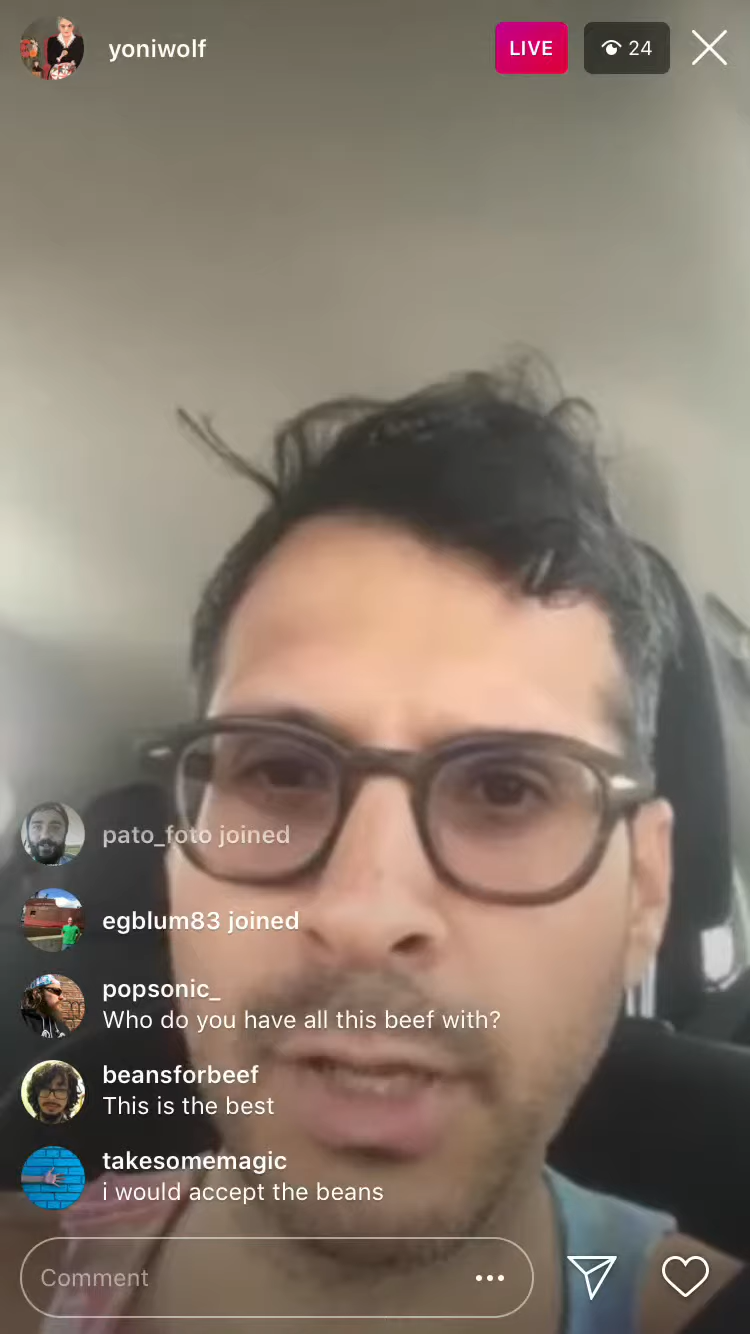 yoniwolf
LIVE
24
pato_foto joined
egblum83 joined
popsonic_
Who do you have all this beef with?
beansforbeef
This is the best
takesomemagic
i would accept the beans
Comment